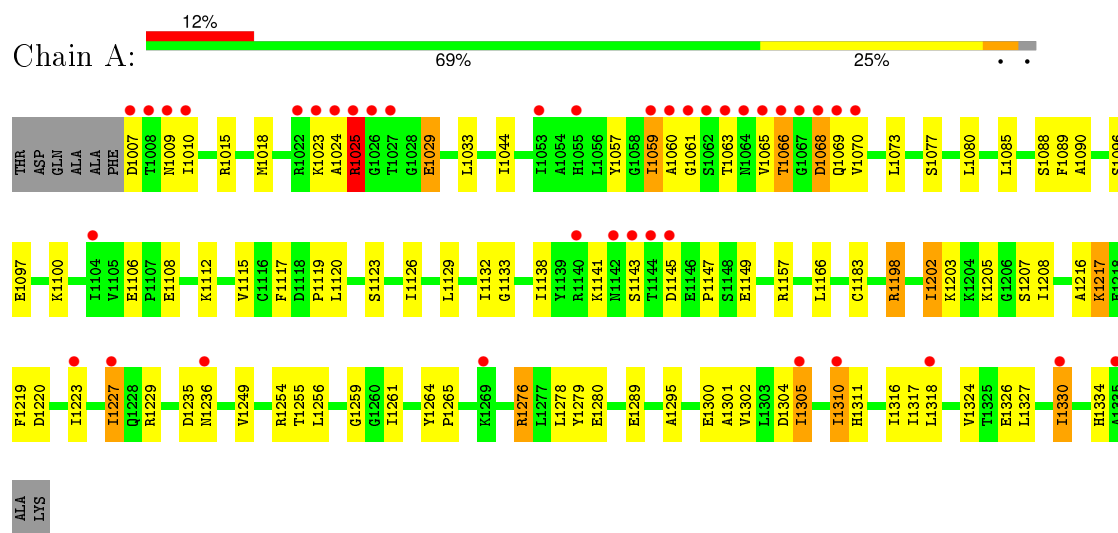 12%
Chain A:
69% 25% • •
THR ASP GLN ALA ALA PHE D1007 T1008 N1009 I1010 R1015 M1018 R1022 K1023 A1024 R1025 G1026 T1027 G1028 E1029 L1033 I1044 I1053 A1054 H1055 L1056 Y1057 G1058 I1059 A1060 G1061 S1062 T1063 N1064 V1065 T1066 G1067 D1068 Q1069 V1070 L1073 S1077 L1080 L1085 S1088 F1089 A1090 S1096
E1097 K1100 I1104 V1105 E1106 P1107 E1108 K1112 V1115 C1116 F1117 D1118 P1119 L1120 S1123 I1126 L1129 I1132 G1133 I1138 Y1139 R1140 K1141 N1142 S1143 T1144 D1145 E1146 P1147 S1148 E1149 R1157 L1166 C1183 R1198 I1202 K1203 K1204 K1205 G1206 S1207 I1208 A1216 K1217 E1218
F1219 D1220 I1223 I1227 Q1228 R1229 D1235 N1236 V1249 R1254 T1255 L1256 G1259 G1260 I1261 Y1264 P1265 K1269 R1276 L1277 L1278 Y1279 E1280 E1289 A1295 E1300 A1301 V1302 L1303 D1304 I1305 I1310 H1311 I1316 I1317 L1318 V1324 T1325 E1326 L1327 I1330 H1334 A1335
ALA LYS